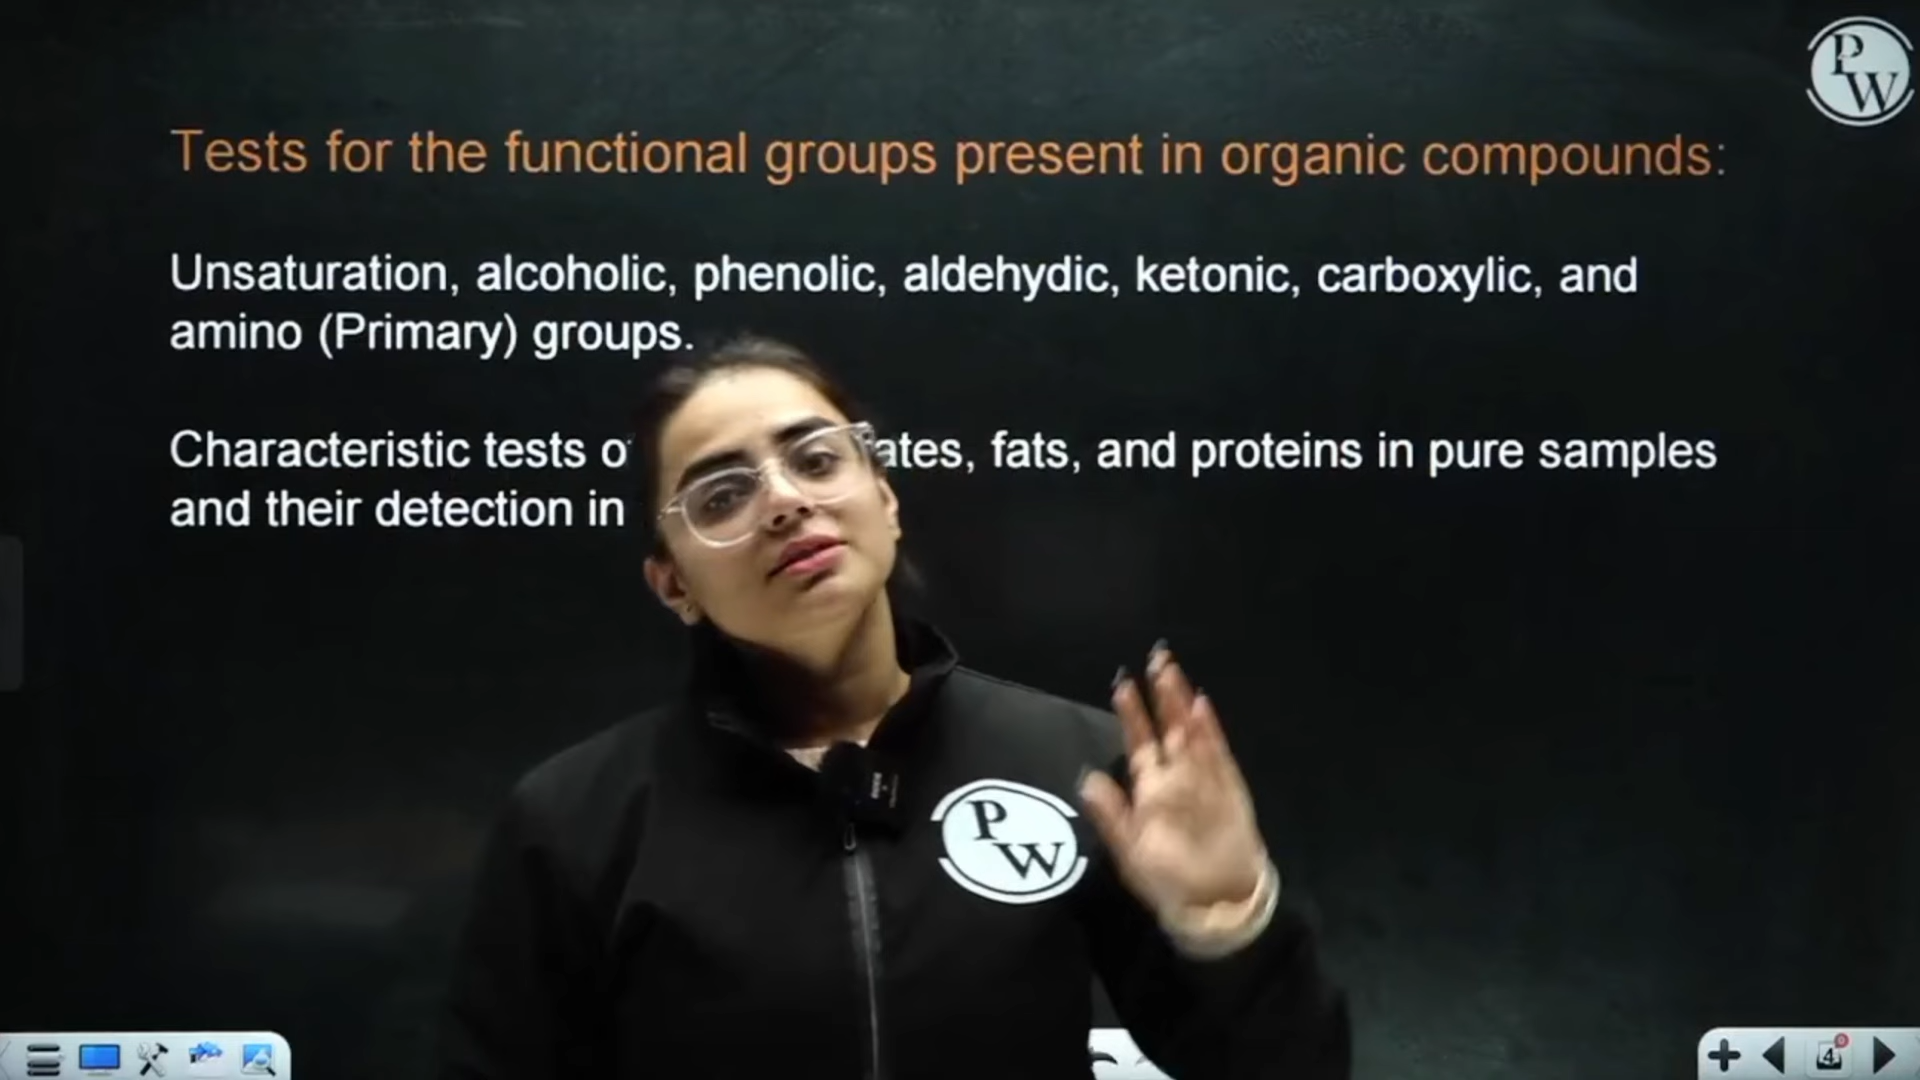 P
W
Tests for the functional groups present in organic compounds:
Unsaturation, alcoholic, phenolic, aldehydic, ketonic, carboxylic, and
amino (Primary) groups.
Characteristic tests fats, and proteins in pure samples
and their detection in
P
W
4